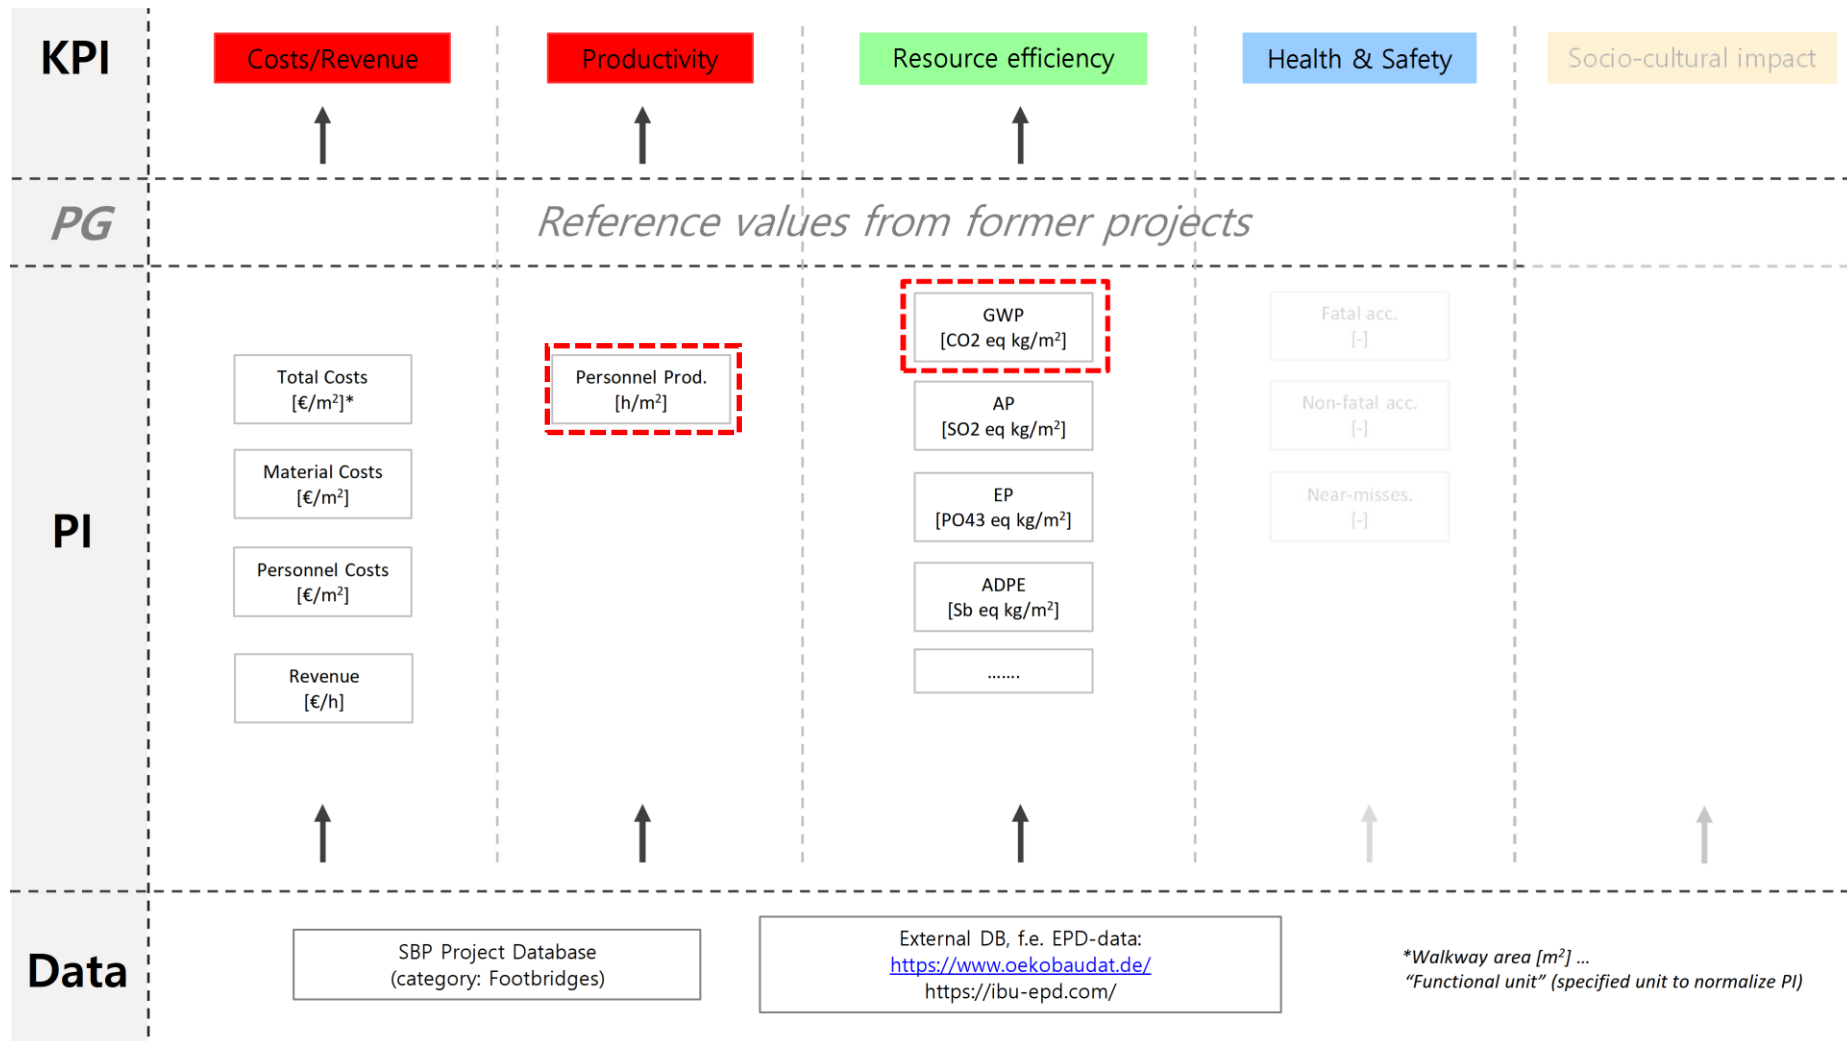 KPI
Costs/Revenue
Productivity
Resource efficiency
Health & Safety
Socio-cultural impact
PG
Reference values from former projects
PI
Total Costs
[€/m²]*
Material Costs
[€/m²]
Personnel Costs
[€/m²]
Revenue
[€/h]
Personnel Prod.
[h/m²]
GWP
[CO2 eq kg/m²]
AP
[SO2 eq kg/m²]
EP
[PO43 eq kg/m²]
ADPE
[Sb eq kg/m²]
.......
Fatal acc.
[-]
Non-fatal acc.
[-]
Near-misses.
[-]
Data
SBP Project Database
(category: Footbridges)
External DB, f.e. EPD-data:
https://www.oekobaudat.de/
https://ibu-epd.com/
*Walkway area [m²] ...
“Functional unit” (specified unit to normalize PI)